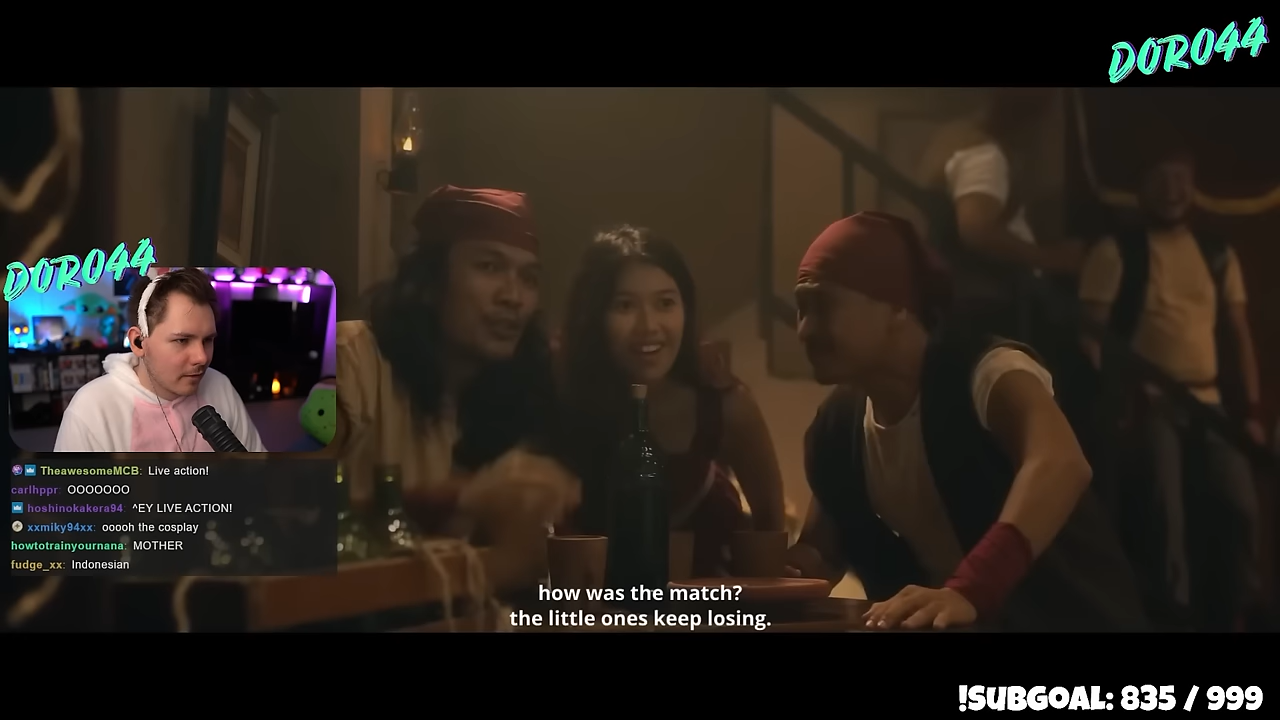 DORO44
DORO44
TheawesomeMCB: Live action!
carlhppr: OOOOOOO
hoshinokakera94: ^EY LIVE ACTION!
xxmiky94xx: ooooh the cosplay
howtotrainyournana: MOTHER
fudge_xx: Indonesian
how was the match?
the little ones keep losing.
!SUBGOAL: 835 / 999